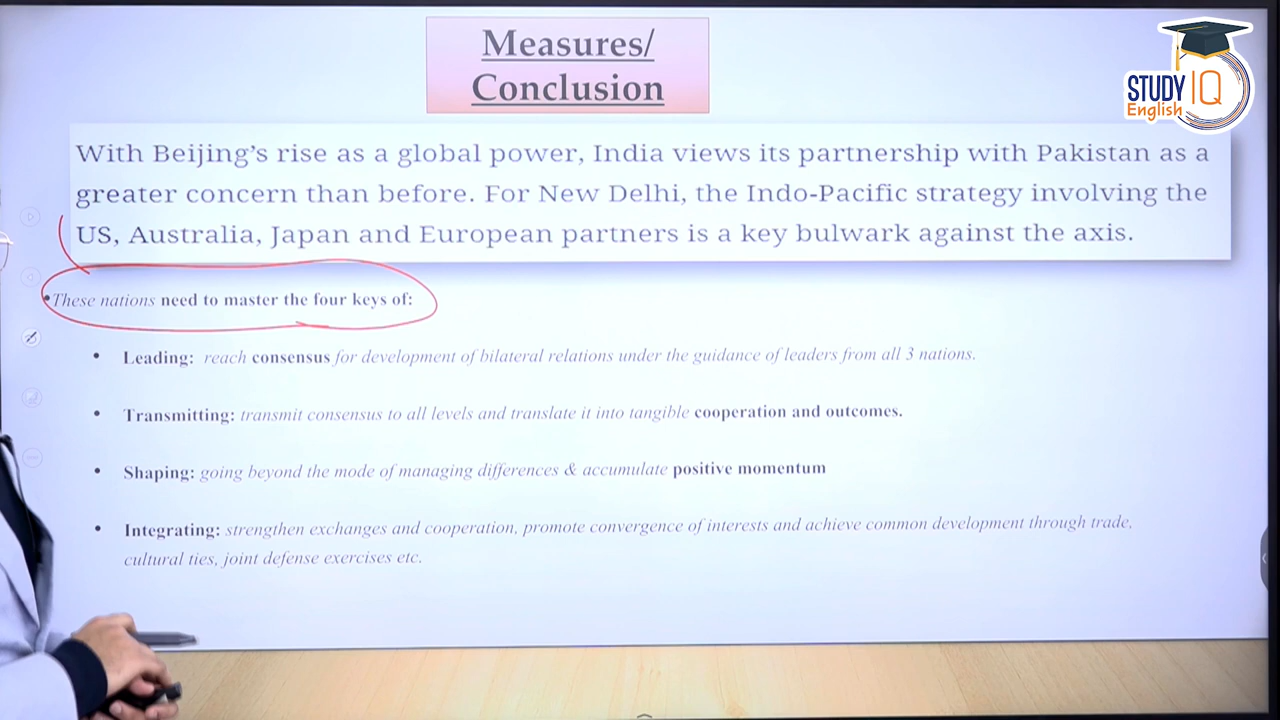 Measures/
Conclusion
STUDY IQ
English
With Beijing's rise as a global power, India views its partnership with Pakistan as a
greater concern than before. For New Delhi, the Indo-Pacific strategy involving the
US, Australia, Japan and European partners is a key bulwark against the axis.
•These nations need to master the four keys of:
• Leading: reach consensus for development of bilateral relations under the guidance of leaders from all 3 nations.
• Transmitting: transmit consensus to all levels and translate it into tangible cooperation and outcomes.
• Shaping: going beyond the mode of managing differences & accumulate positive momentum
• Integrating: strengthen exchanges and cooperation, promote convergence of interests and achieve common development through trade,
cultural ties, joint defense exercises etc.